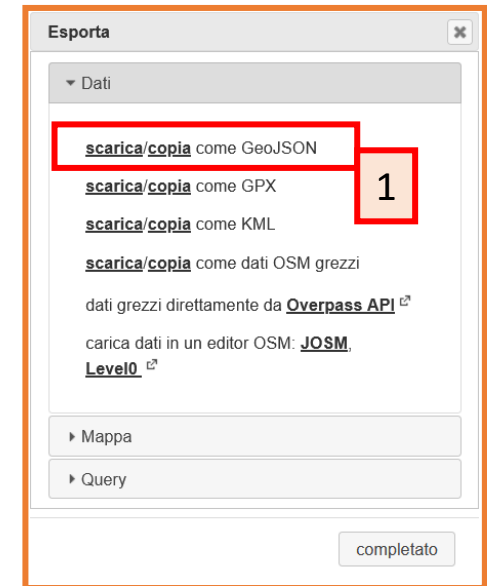 Esporta
Dati
scarica/copia come GeoJSON
1
scarica/copia come GPX
scarica/copia come KML
scarica/copia come dati OSM grezzi
dati grezzi direttamente da Overpass API
carica dati in un editor OSM: JOSM,
Level0
Mappa
Query
completato